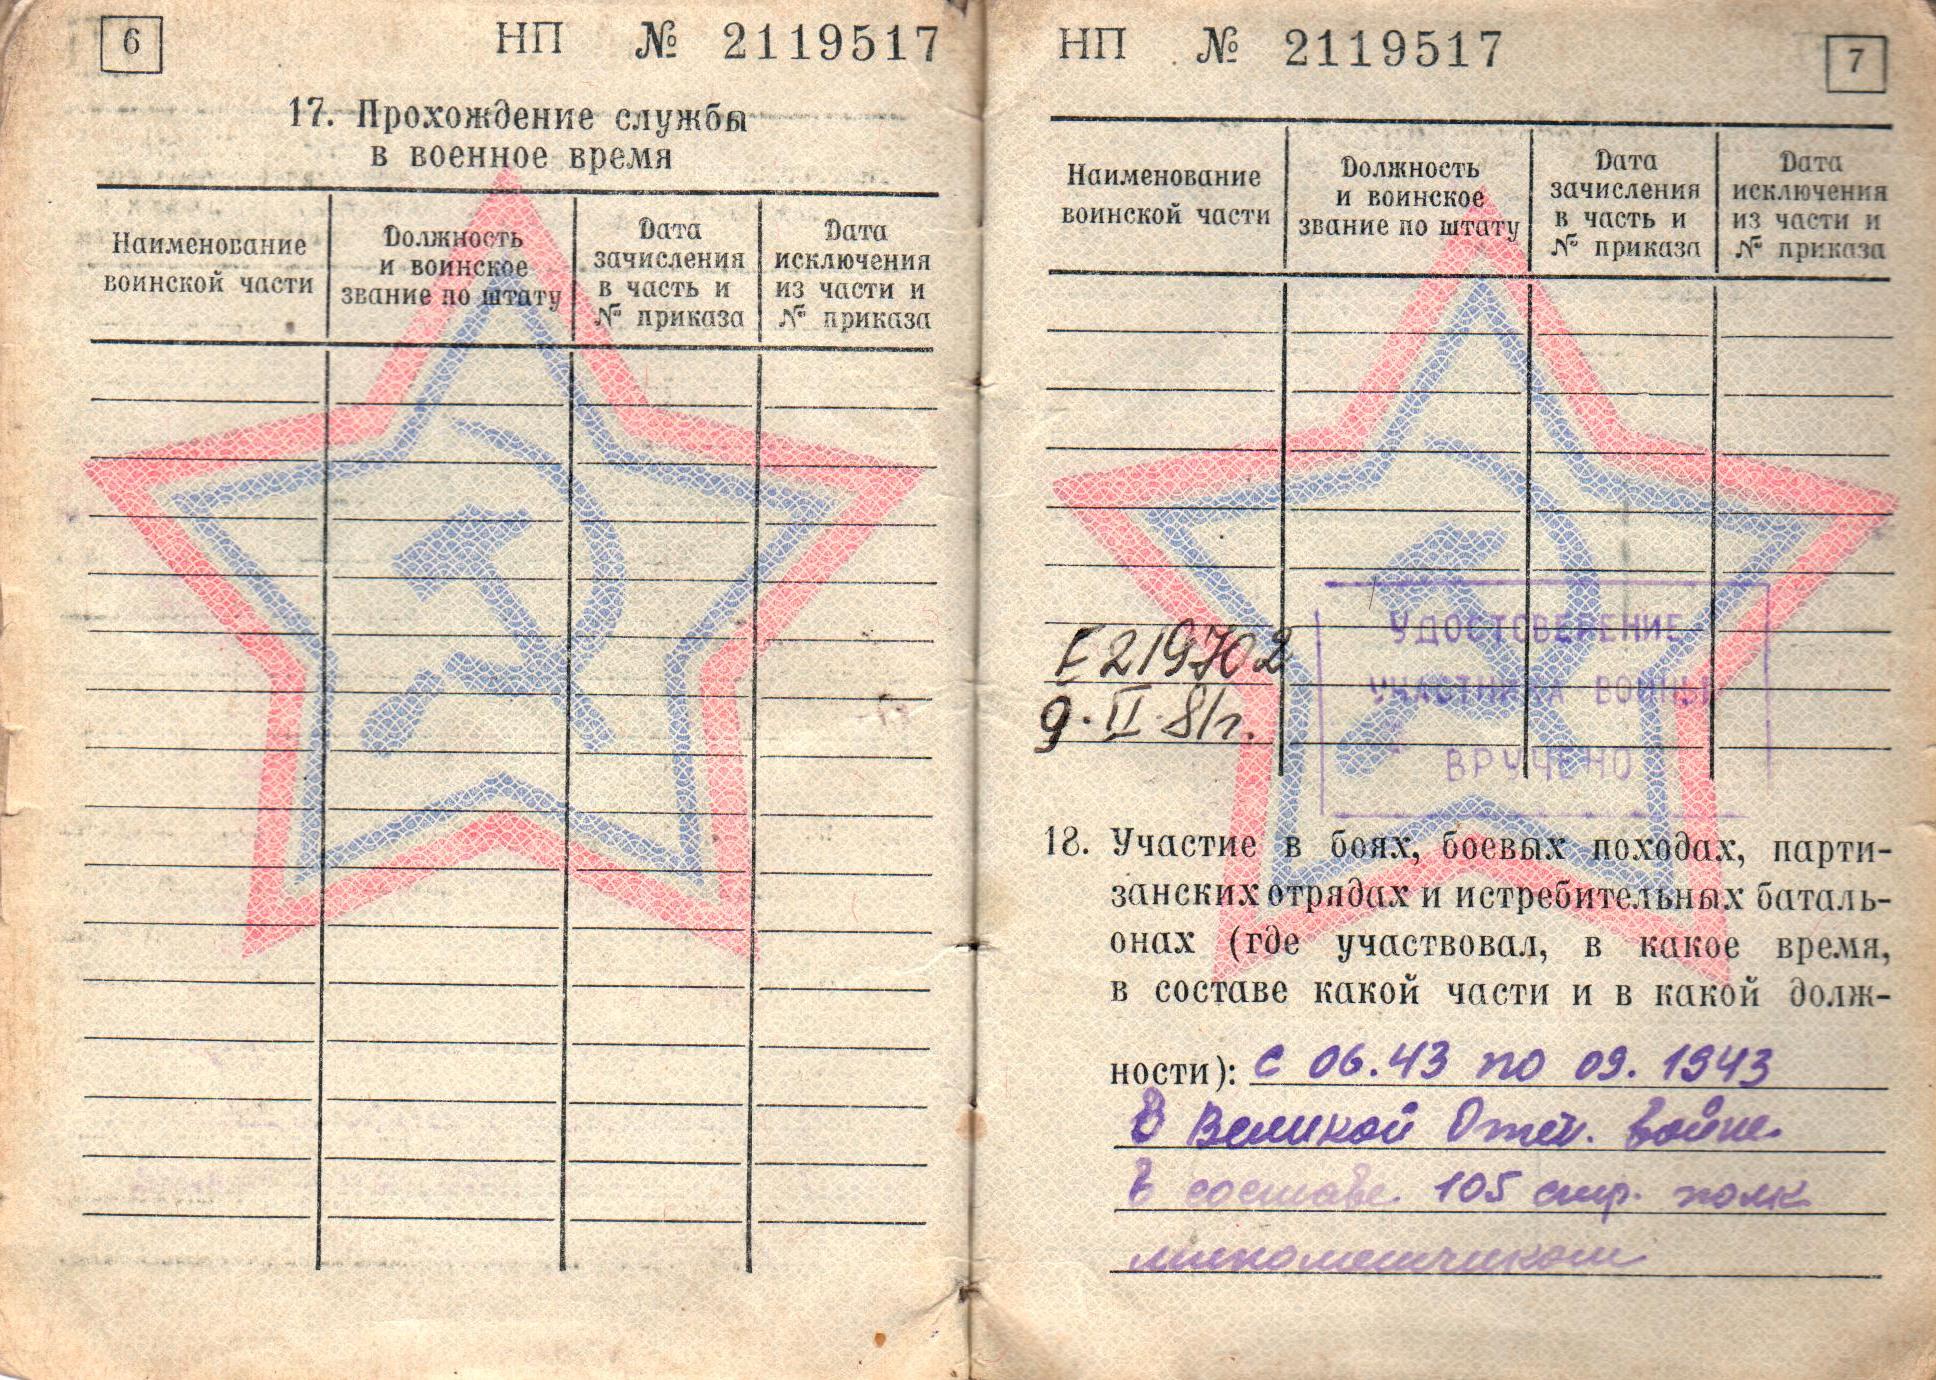 6
НП № 2119517
17. Прохождение службы
в военное время
Наименование
воинской части
Должность
и воинское
звание по штату
Дата
зачисления
в часть и
№ приказа
Дата
исключения
из части и
№ приказа
НП № 2119517
7
Наименование
воинской части
Должность
и воинское
звание по штату
Дата
зачисления
в часть и
№ приказа
Дата
исключения
из части и
№ приказа
Е 219702
9. II. 81г.
УДОСТОВЕРЕНИЕ
УЧАСТНИКА ВОЙНЫ
ВРУЧЕНО
18. Участие в боях, боевых походах, парти-
занских отрядах и истребительных баталь-
онах (где участвовал, в какое время,
в составе какой части и в какой долж-
ности): с 06.43 по 09.1943
В Великой Отеч. войне.
В составе 105 стр. полк
минометчиком